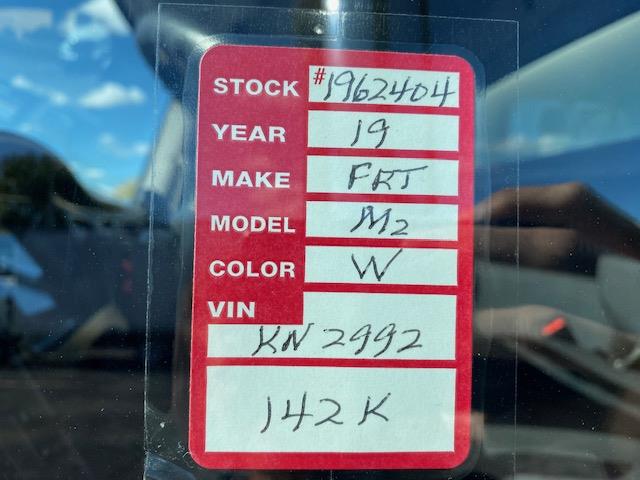 STOCK #1962404
YEAR 19
MAKE FRT
MODEL M2
COLOR W
VIN
KN2992
142K